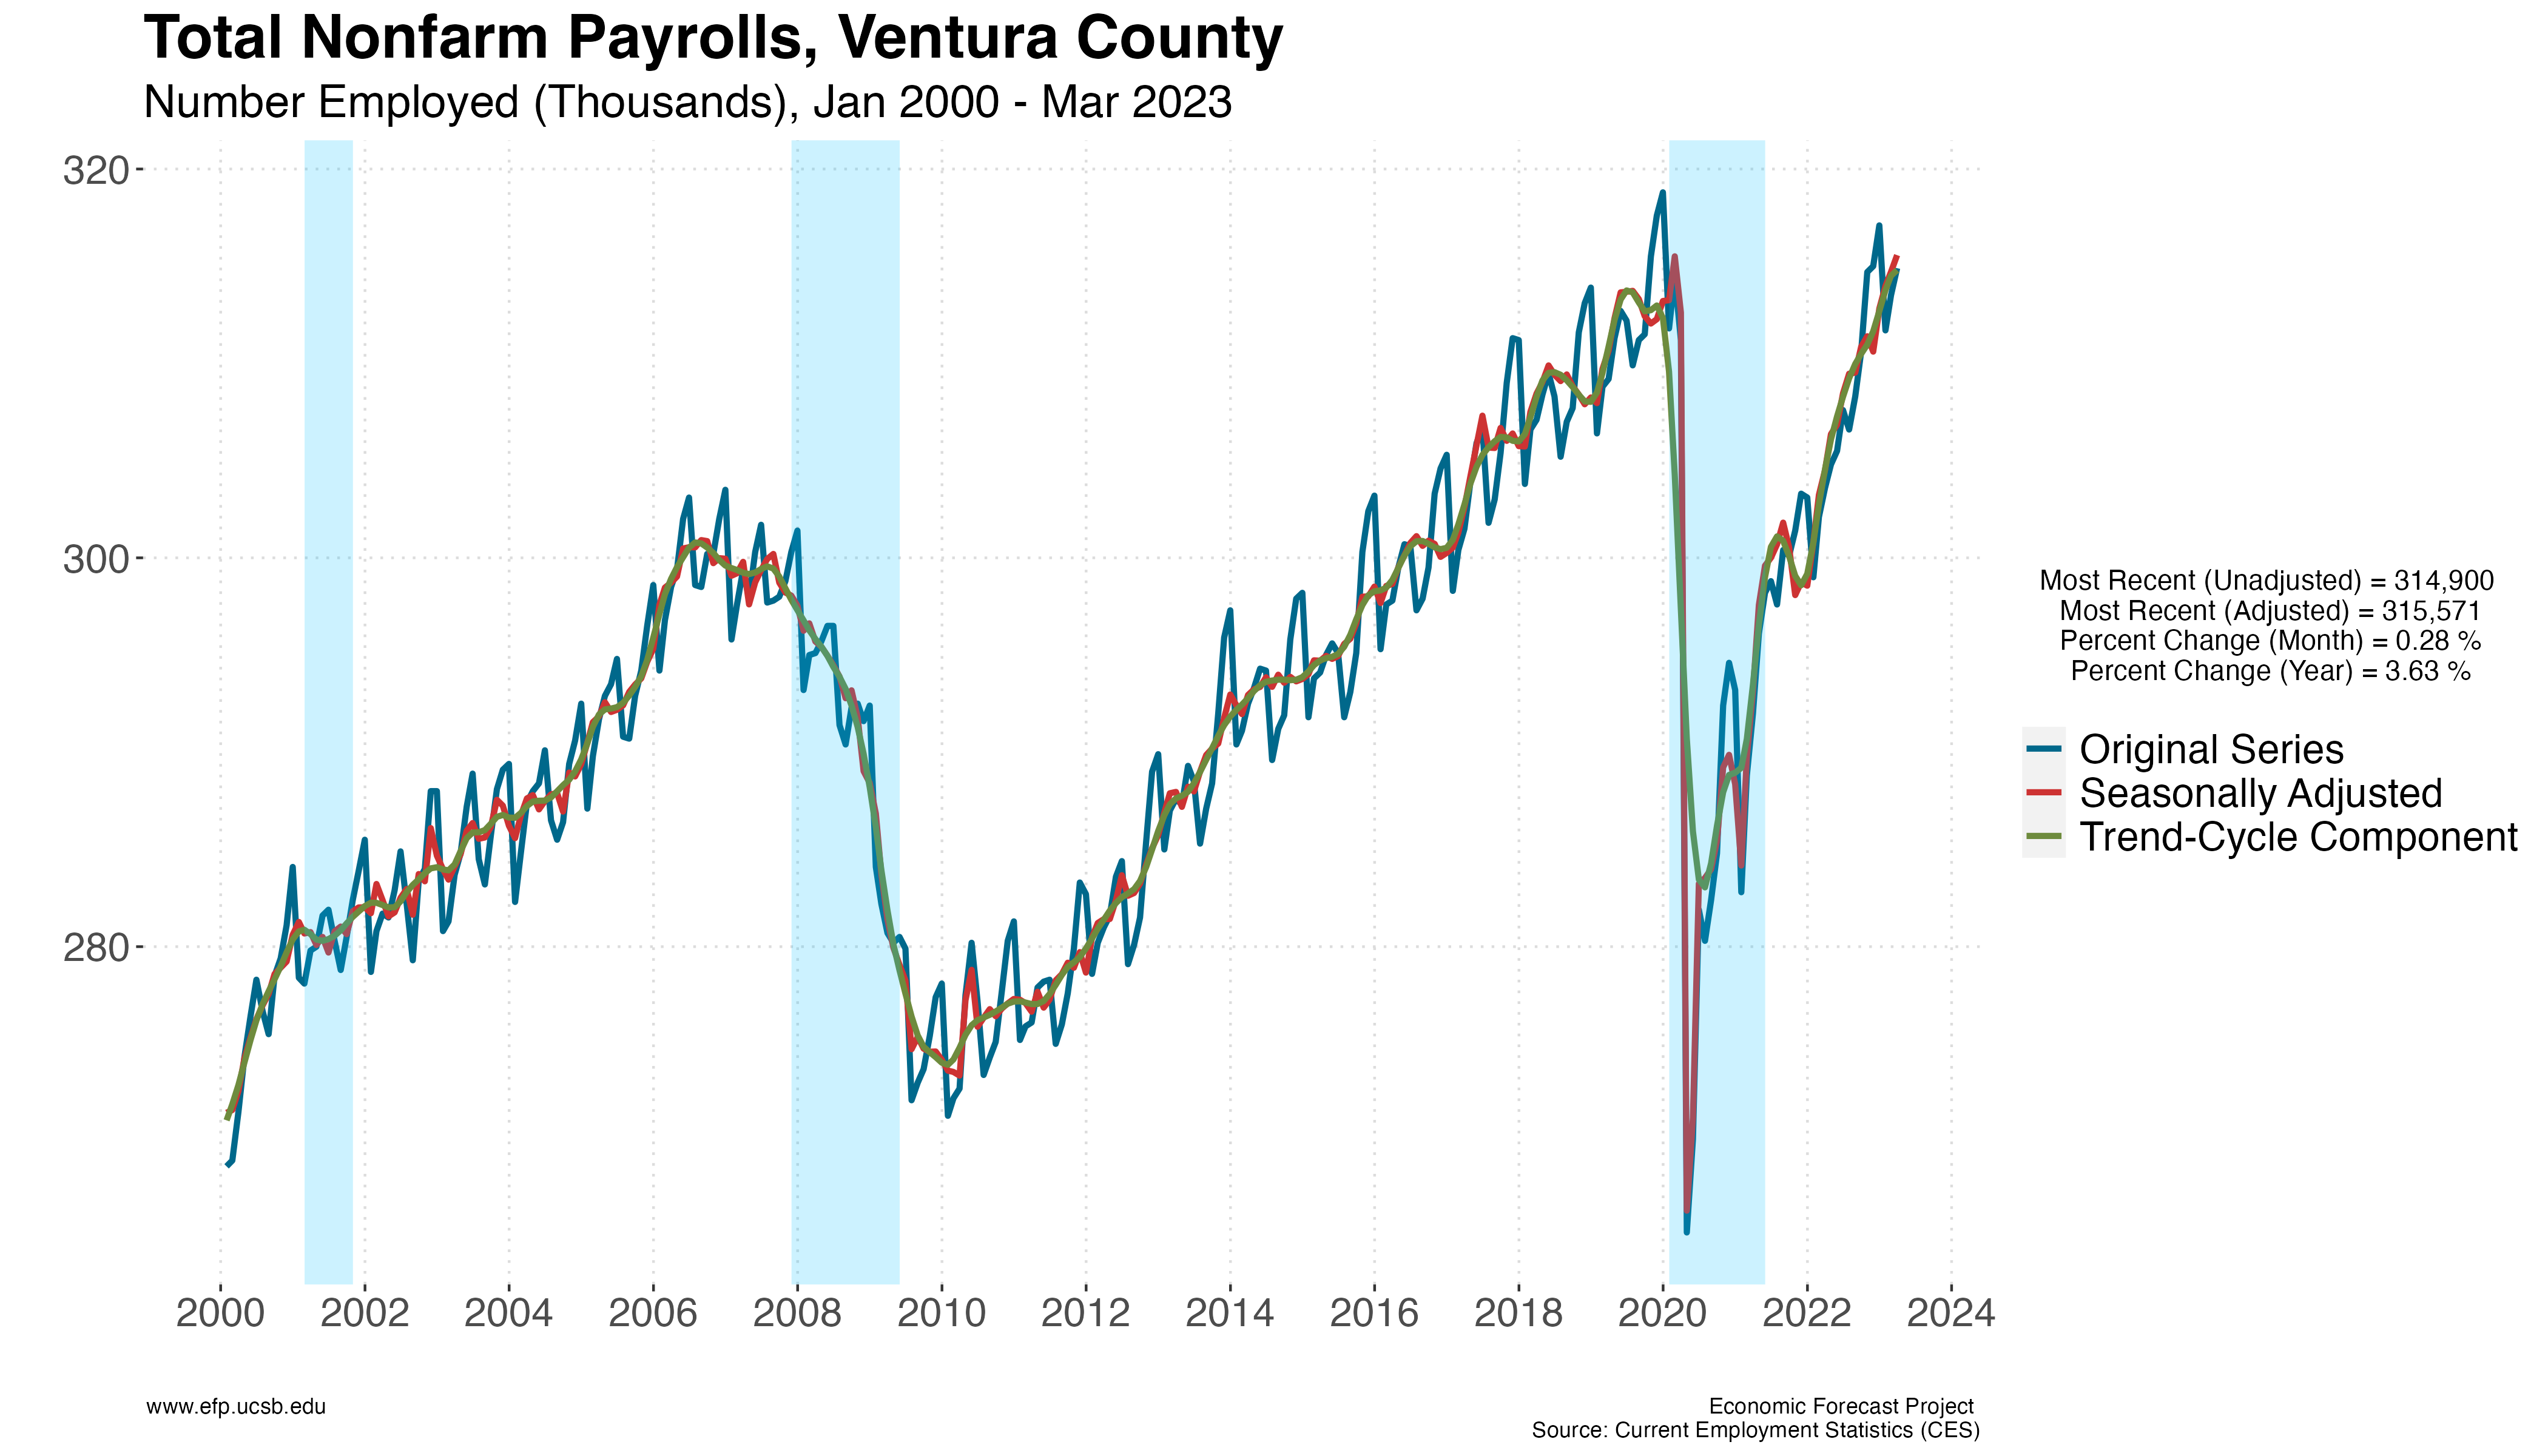 Total Nonfarm Payrolls, Ventura County
Number Employed (Thousands), Jan 2000 - Mar 2023
320
300
280
2000 2002 2004 2006 2008 2010 2012 2014 2016 2018 2020 2022 2024
Most Recent (Unadjusted) = 314,900
Most Recent (Adjusted) = 315,571
Percent Change (Month) = 0.28 %
Percent Change (Year) = 3.63 %
Original Series
Seasonally Adjusted
Trend-Cycle Component
www.efp.ucsb.edu
Economic Forecast Project
Source: Current Employment Statistics (CES)